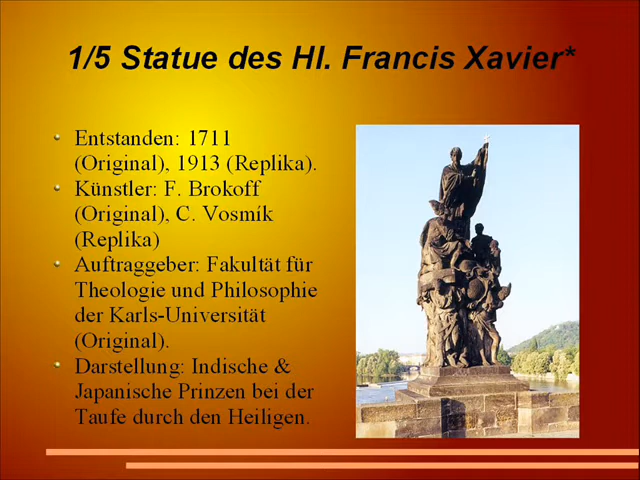 1/5 Statue des Hl. Francis Xavier*
Entstanden: 1711
(Original), 1913 (Replika).
Künstler: F. Brokoff
(Original), C. Vosmík
(Replika)
Auftraggeber: Fakultät für
Theologie und Philosophie
der Karls-Universität
(Original).
Darstellung: Indische &
Japanische Prinzen bei der
Taufe durch den Heiligen.